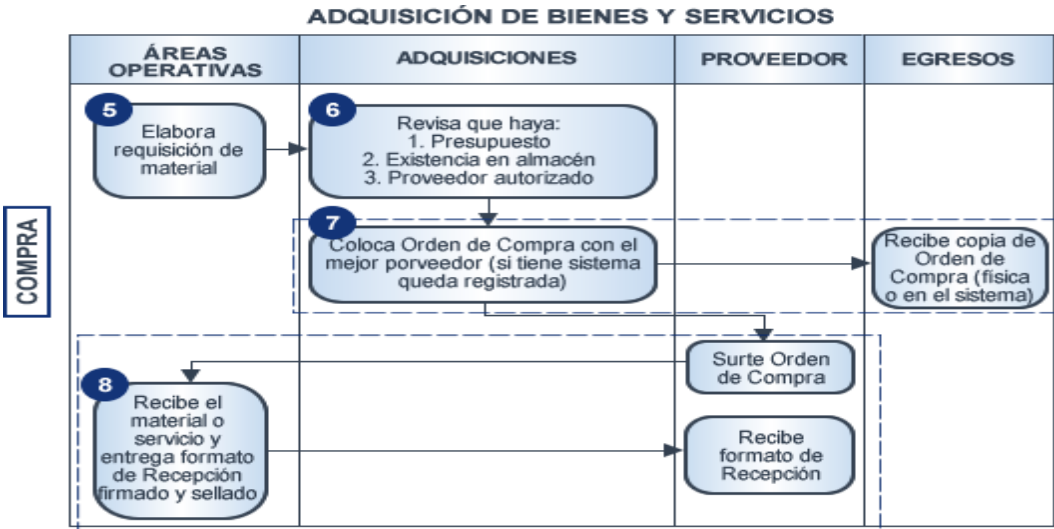 ADQUISICIÓN DE BIENES Y SERVICIOS
ÁREAS
OPERATIVAS
ADQUISICIONES
PROVEEDOR
EGRESOS
COMPRA
5
Elabora
requisición de
material
6
Revisa que haya:
1. Presupuesto
2. Existencia en almacén
3. Proveedor autorizado
7
Coloca Orden de Compra con el
mejor porveedor (si tiene sistema
queda registrada)
Recibe copia de
Orden de
Compra (física
o en el sistema)
Surte Orden
de Compra
8
Recibe el
material o
servicio y
entrega formato
de Recepción
firmado y sellado
Recibe
formato de
Recepción